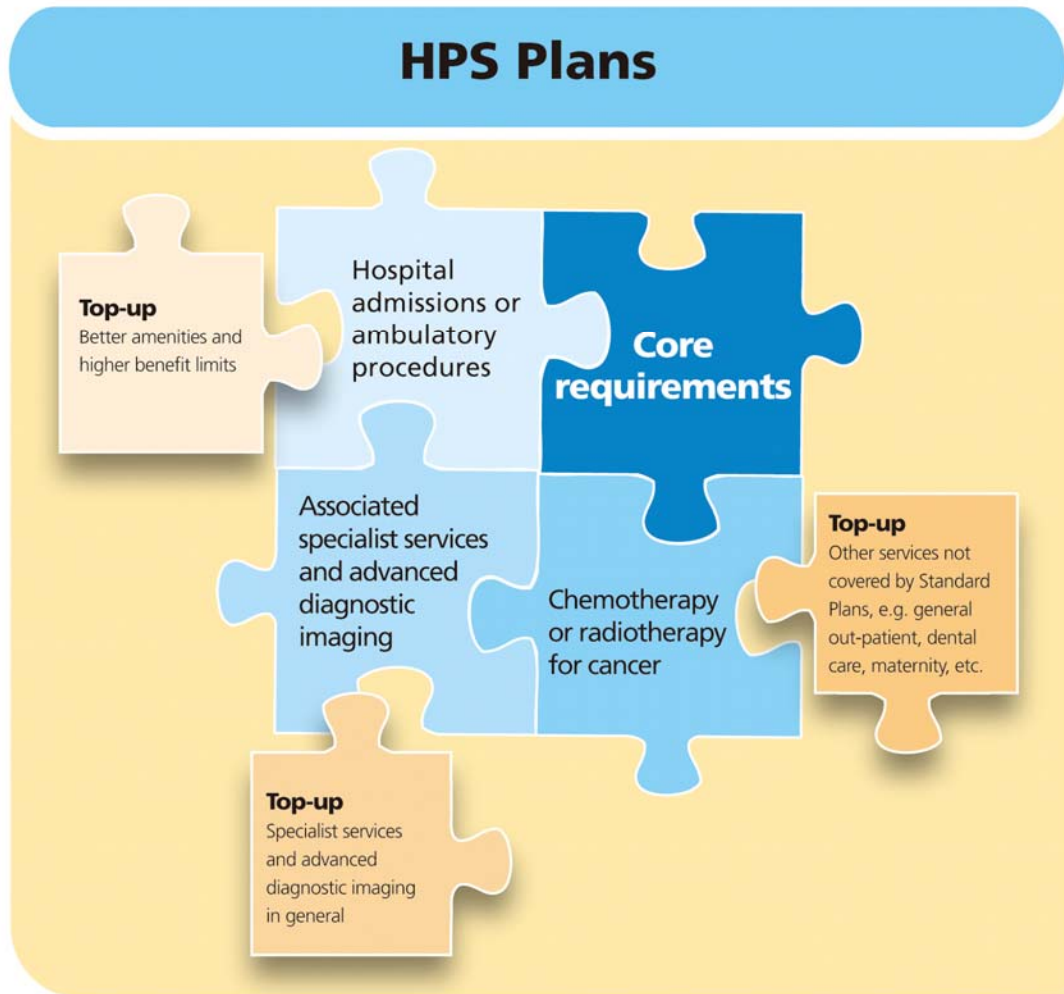 HPS Plans
Top-up
Better amenities and
higher benefit limits
Hospital
admissions or
ambulatory
procedures
Core
requirements
Associated
specialist services
and advanced
diagnostic
imaging
Chemotherapy
or radiotherapy
for cancer
Top-up
Other services not
covered by Standard
Plans, e.g. general
out-patient, dental
care, maternity, etc.
Top-up
Specialist services
and advanced
diagnostic imaging
in general